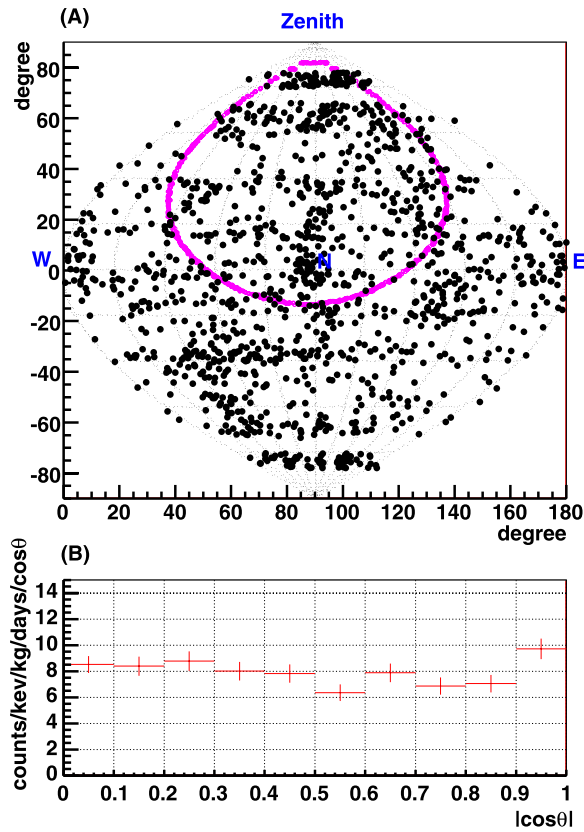 (A)
Zenith
degree
80
60
40
20
0
-20
-40
-60
-80
W
N
E
0 20 40 60 80 100 120 140 160 180
degree
(B)
counts/kev/kg/days/cosθ
14
12
10
8
6
4
2
0
0 0.1 0.2 0.3 0.4 0.5 0.6 0.7 0.8 0.9 1
|cosθ|